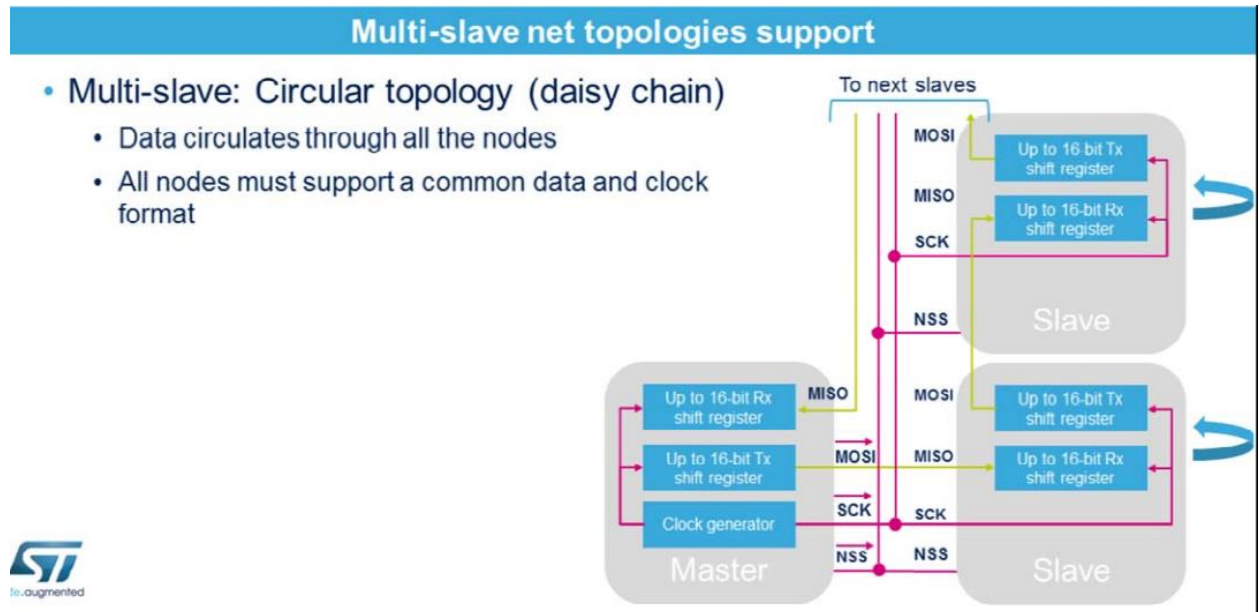 Multi-slave net topologies support
• Multi-slave: Circular topology (daisy chain)
• Data circulates through all the nodes
• All nodes must support a common data and clock
format
To next slaves
MOSI
Up to 16-bit Tx
shift register
MISO
Up to 16-bit Rx
shift register
SCK
NSS
Slave
Up to 16-bit Rx
shift register
MISO
MOSI
Up to 16-bit Tx
shift register
Up to 16-bit Tx
shift register
MOSI
MISO
Up to 16-bit Rx
shift register
Clock generator
SCK
SCK
Master
NSS
NSS
Slave
ST
fe.augmented